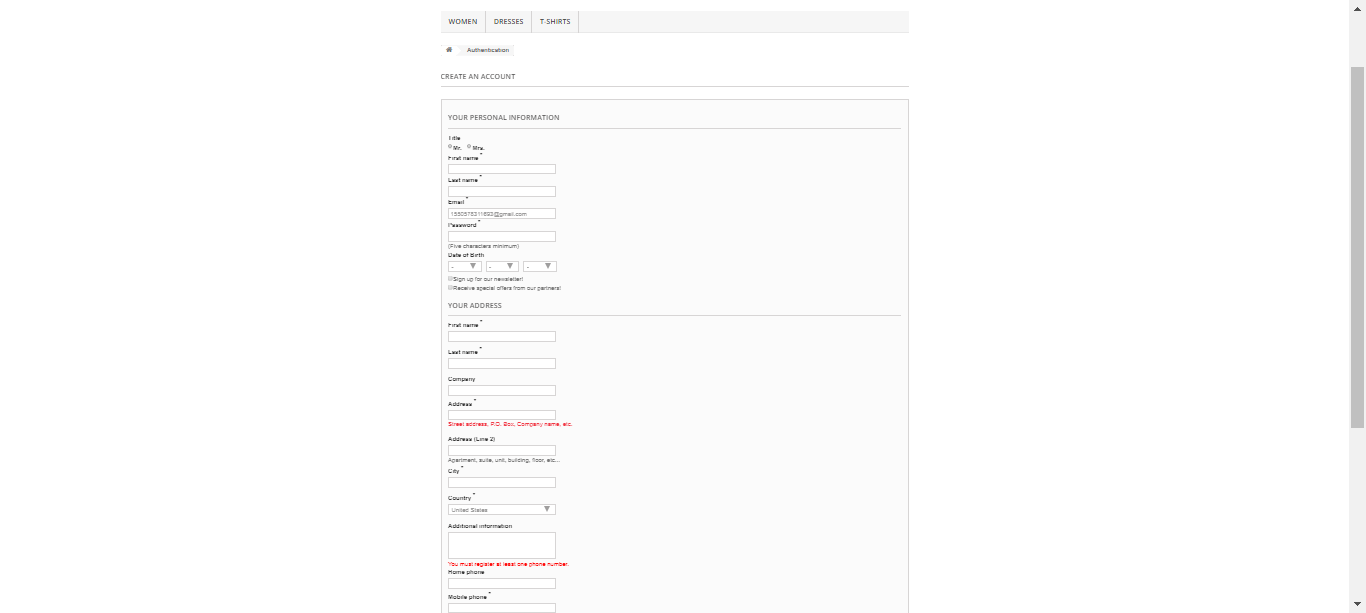 WOMEN DRESSES T-SHIRTS
Authentication
CREATE AN ACCOUNT
YOUR PERSONAL INFORMATION
Title
Mr. Mrs.
First name *
Last name *
Email *
@gmail.com
Password *
(Five characters minimum)
Date of Birth
- - -
Sign up for our newsletter!
Receive special offers from our partners!
YOUR ADDRESS
First name *
Last name *
Company
Address *
Street address, P.O. Box, Company name, etc.
Address (Line 2)
Apartment, suite, unit, building, floor, etc...
City *
Country *
United States
Additional information
You must register at least one phone number.
Home phone
Mobile phone *